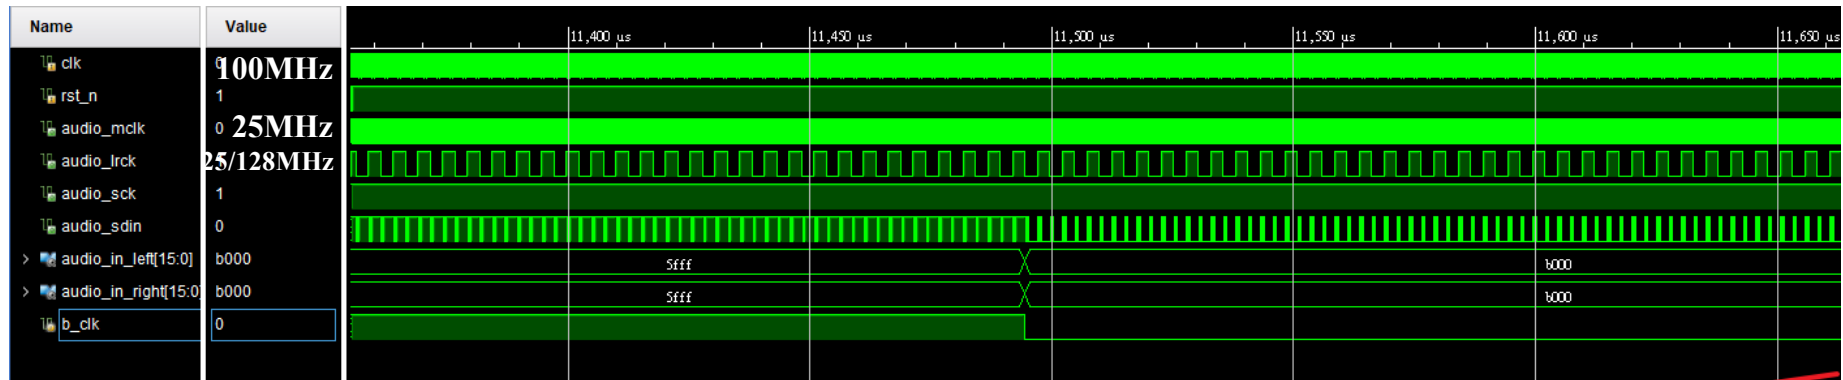 Name Value
11,400 us 11,450 us 11,500 us 11,550 us 11,600 us 11,650 us
clk 100MHz
rst_n 1
audio_mclk 0 25MHz
audio_lrck 25/128MHz
audio_sck 1
audio_sdin 0
> audio_in_left[15:0] b000 5fff b000
> audio_in_right[15:0] b000 5fff b000
b_clk 0